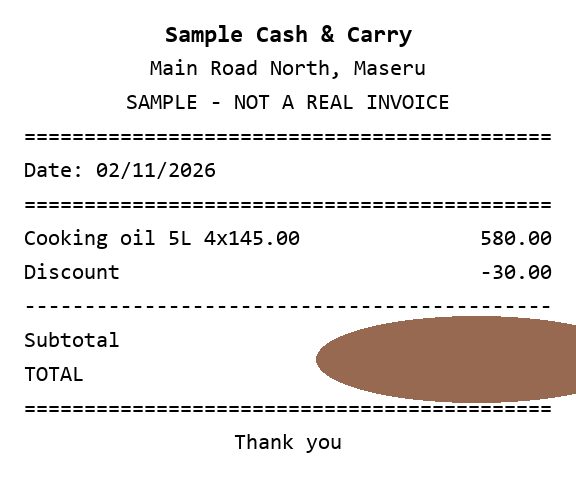 Sample Cash & Carry
Main Road North, Maseru
SAMPLE - NOT A REAL INVOICE
============================================
Date: 02/11/2026
============================================
Cooking oil 5L 4x145.00 580.00
Discount -30.00
--------------------------------------------
Subtotal
TOTAL
============================================
Thank you